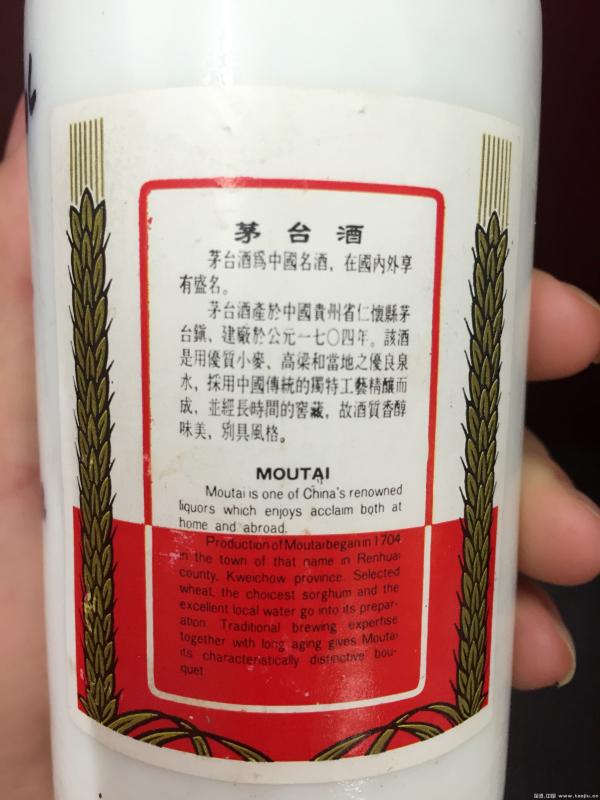 茅台酒
茅台酒爲中國名酒，在國內外享
有盛名。
茅台酒產於中國貴州省仁懷縣茅
台鎭，建廠於公元一七〇四年。該酒
是用優質小麥、高梁和當地之優良泉
水，採用中國傳統的獨特工藝精釀而
成，並經長時間的窖藏，故酒質香醇
味美，別具風格。
MOUTAI
Moutai is one of China's renowned
liquors which enjoys acclaim both at
home and abroad.
Production of Moutai began in 1704
in the town of that name in Renhuai
county, Kweichow province. Selected
wheat, the choicest sorghum and the
excellent local water go into its prepar-
ation. Traditional brewing expertise
together with long aging gives Moutai
its characteristically distinctive bou-
quet